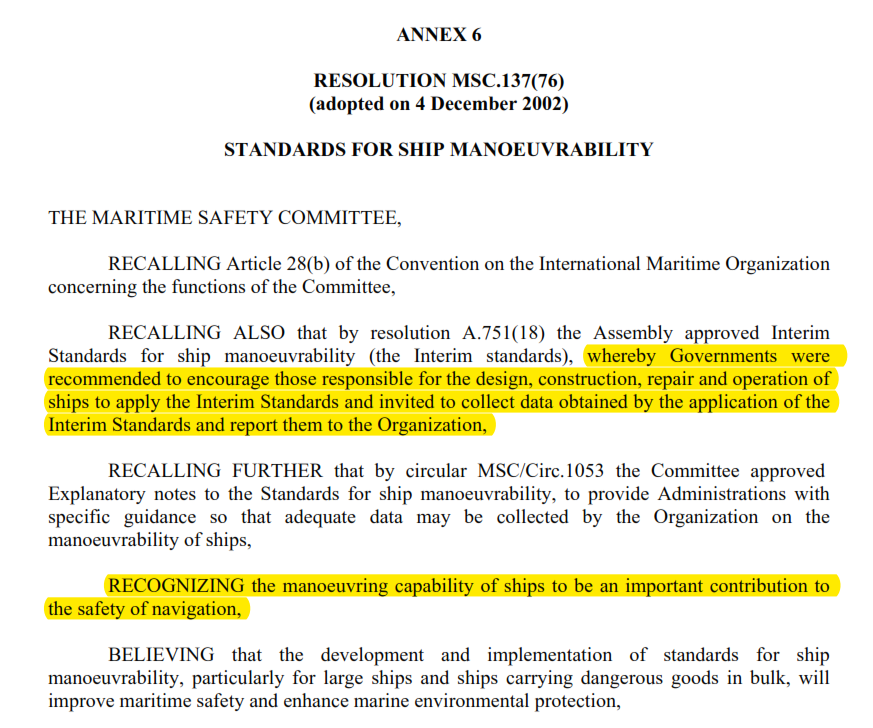 ANNEX 6
RESOLUTION MSC.137(76)
(adopted on 4 December 2002)
STANDARDS FOR SHIP MANOEUVRABILITY
THE MARITIME SAFETY COMMITTEE,
RECALLING Article 28(b) of the Convention on the International Maritime Organization
concerning the functions of the Committee,
RECALLING ALSO that by resolution A.751(18) the Assembly approved Interim
Standards for ship manoeuvrability (the Interim standards), whereby Governments were
recommended to encourage those responsible for the design, construction, repair and operation of
ships to apply the Interim Standards and invited to collect data obtained by the application of the
Interim Standards and report them to the Organization,
RECALLING FURTHER that by circular MSC/Circ.1053 the Committee approved
Explanatory notes to the Standards for ship manoeuvrability, to provide Administrations with
specific guidance so that adequate data may be collected by the Organization on the
manoeuvrability of ships,
RECOGNIZING the manoeuvring capability of ships to be an important contribution to
the safety of navigation,
BELIEVING that the development and implementation of standards for ship
manoeuvrability, particularly for large ships and ships carrying dangerous goods in bulk, will
improve maritime safety and enhance marine environmental protection,